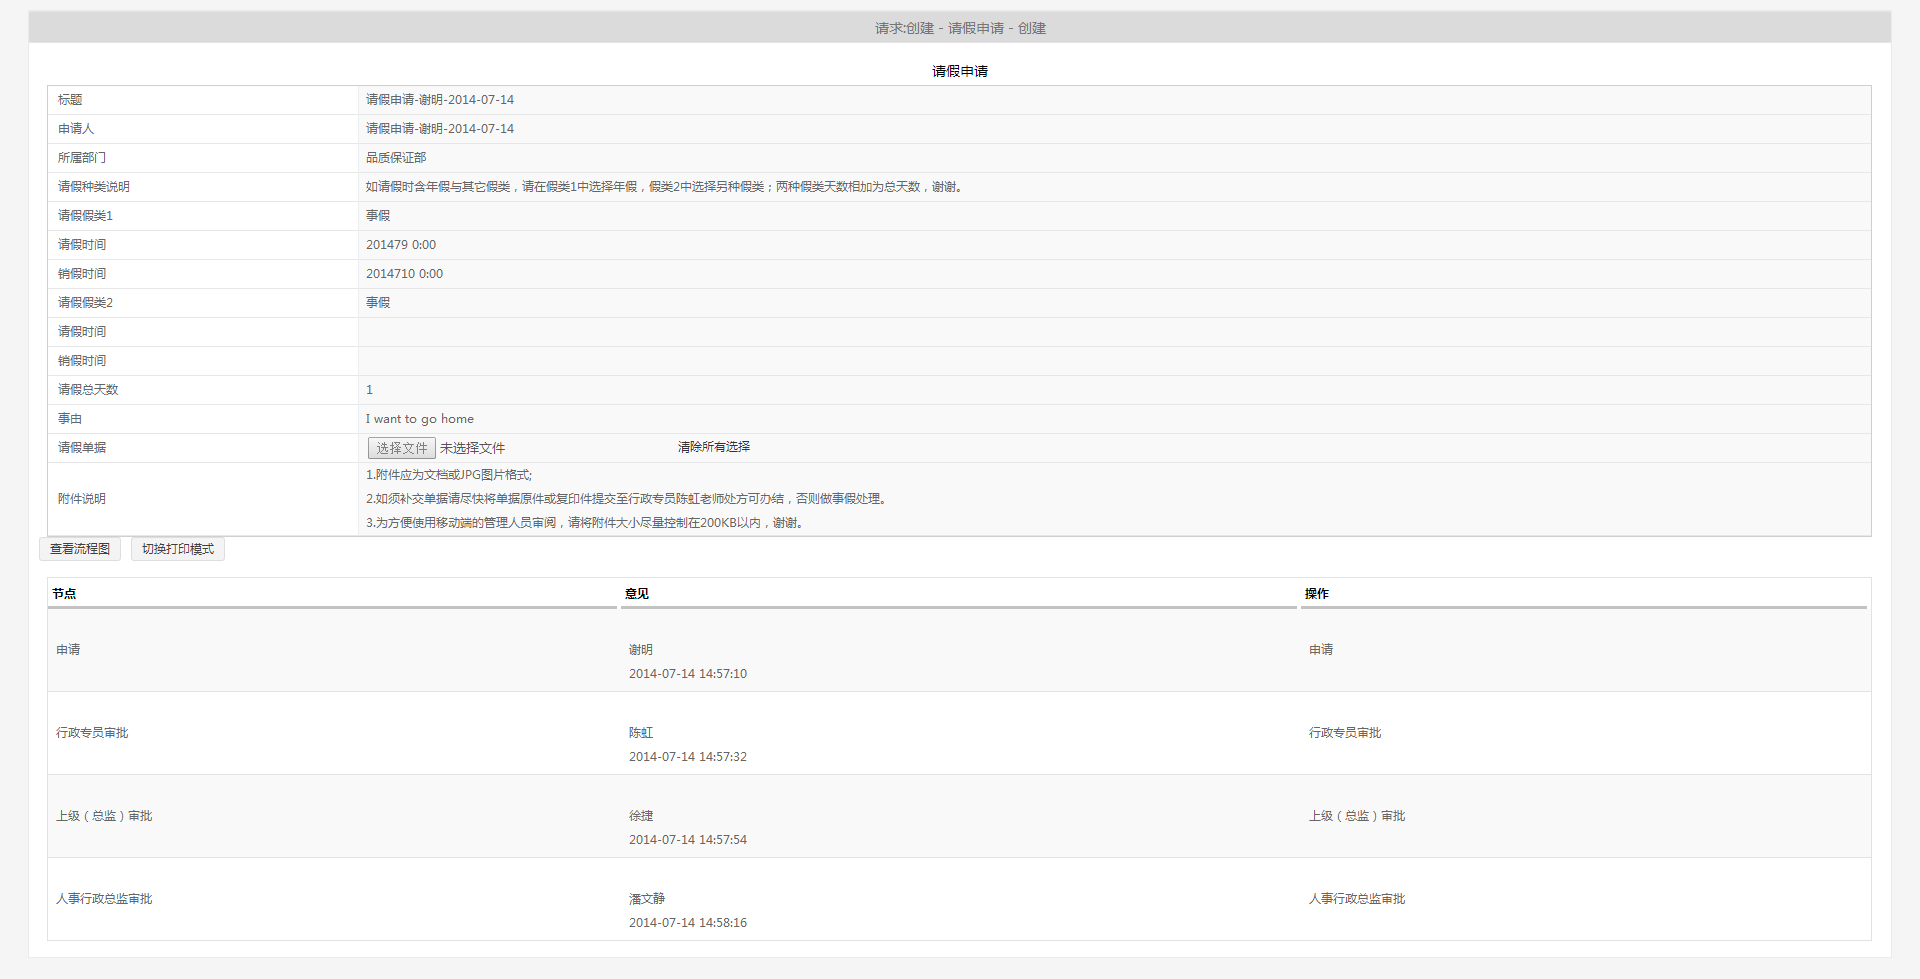 请求:创建 - 请假申请 - 创建
请假申请
标题 请假申请-谢明-2014-07-14
申请人 请假申请-谢明-2014-07-14
所属部门 品质保证部
请假种类说明 如请假时含年假与其它假类，请在假类1中选择年假，假类2中选择另种假类；两种假类天数相加为总天数，谢谢。
请假假类1 事假
请假时间 201479 0:00
销假时间 2014710 0:00
请假假类2 事假
请假时间
销假时间
请假总天数 1
事由 I want to go home
请假单据 选择文件 未选择文件 清除所有选择
附件说明
1.附件应为文档或JPG图片格式;
2.如须补交单据请尽快将单据原件或复印件提交至行政专员陈虹老师处方可办结，否则做事假处理。
3.为方便使用移动端的管理人员审阅，请将附件大小尽量控制在200KB以内，谢谢。
查看流程图 切换打印模式
节点 意见 操作
申请 谢明 申请
2014-07-14 14:57:10
行政专员审批 陈虹 行政专员审批
2014-07-14 14:57:32
上级（总监）审批 徐捷 上级（总监）审批
2014-07-14 14:57:54
人事行政总监审批 潘文静 人事行政总监审批
2014-07-14 14:58:16